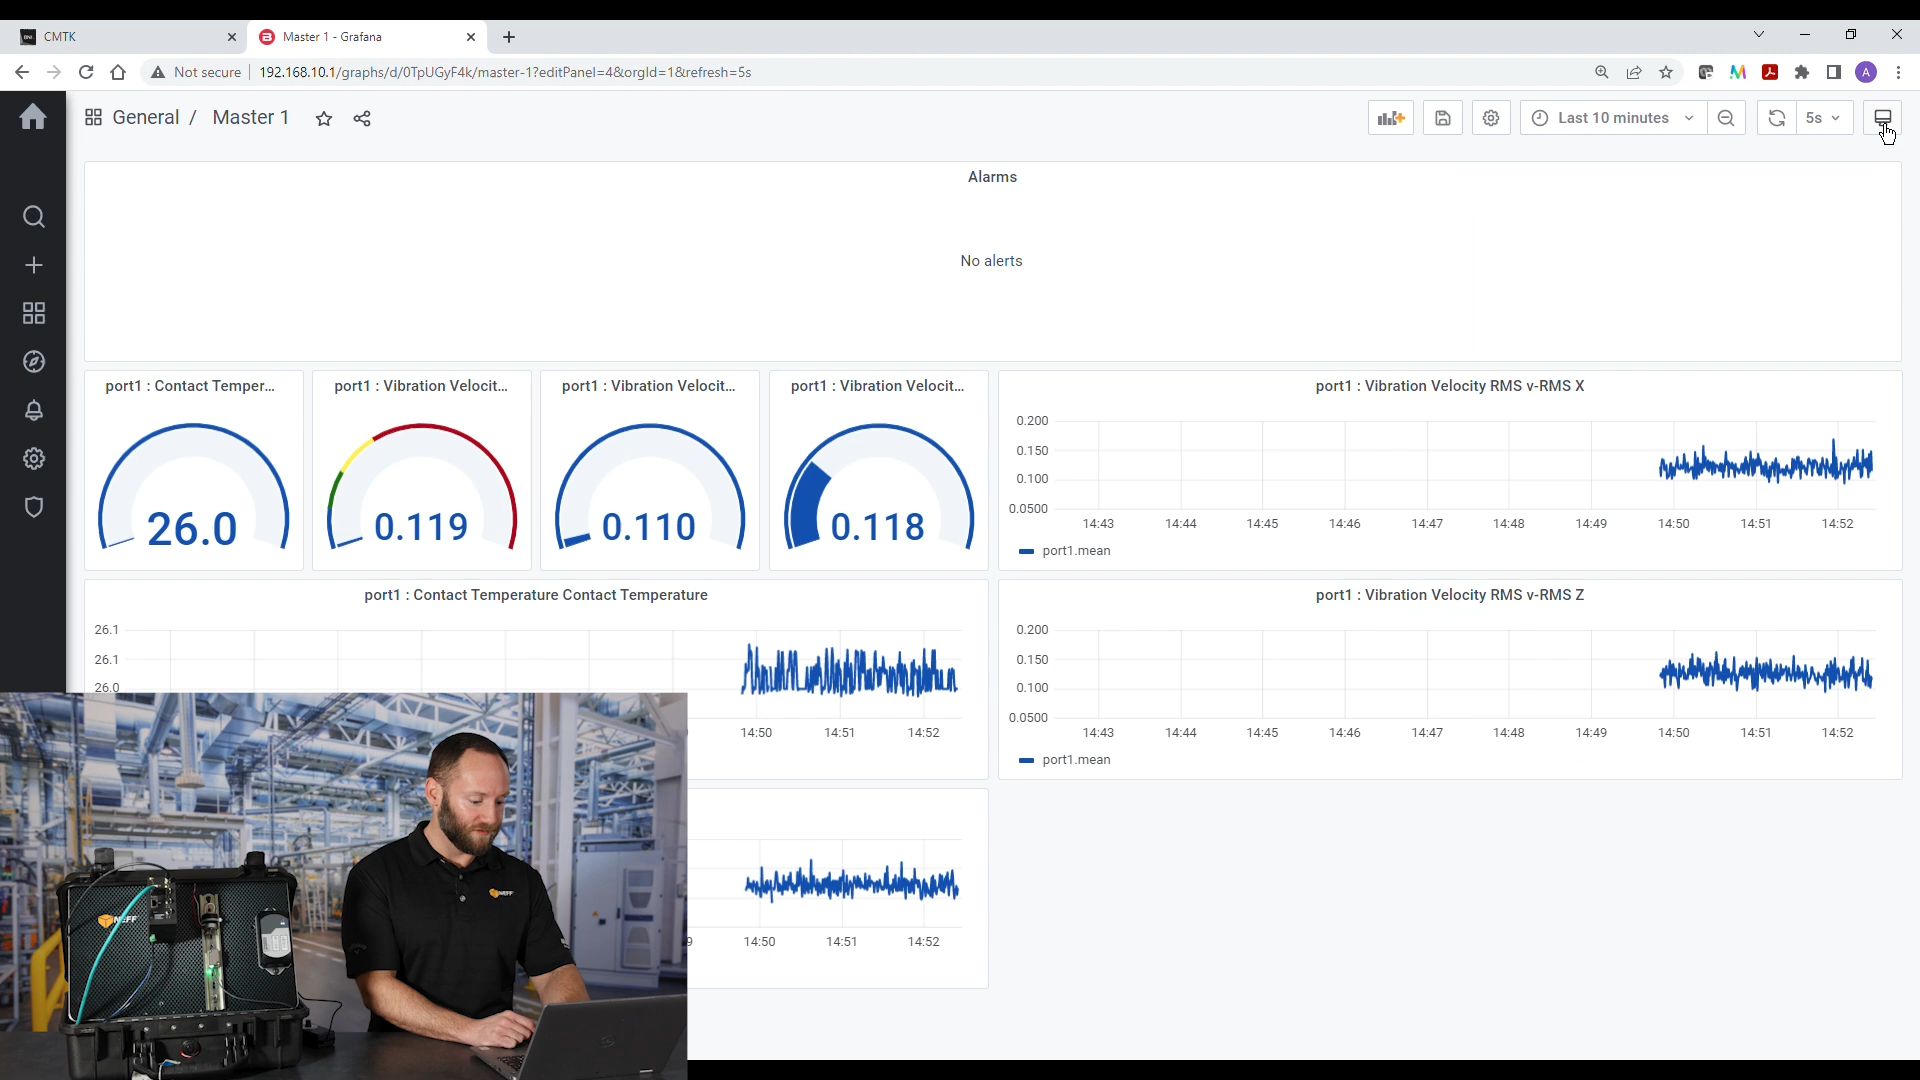 CMTK
Master 1 - Grafana
Not secure
192.168.10.1/graphs/d/0TpUGyF4k/master-1?editPanel=4&orgId=1&refresh=5s
A
General / Master 1
Last 10 minutes
5s
Alarms
No alerts
port1 : Contact Temper...
26.0
port1 : Vibration Velocit...
0.119
port1 : Vibration Velocit...
0.110
port1 : Vibration Velocit...
0.118
port1 : Vibration Velocity RMS v-RMS X
0.200
0.150
0.100
0.0500
14:43 14:44 14:45 14:46 14:47 14:48 14:49 14:50 14:51 14:52
port1.mean
port1 : Contact Temperature Contact Temperature
26.1
26.1
26.0
14:50 14:51 14:52
port1 : Vibration Velocity RMS v-RMS Z
0.200
0.150
0.100
0.0500
14:43 14:44 14:45 14:46 14:47 14:48 14:49 14:50 14:51 14:52
port1.mean
9 14:50 14:51 14:52
NEFF
NEFF